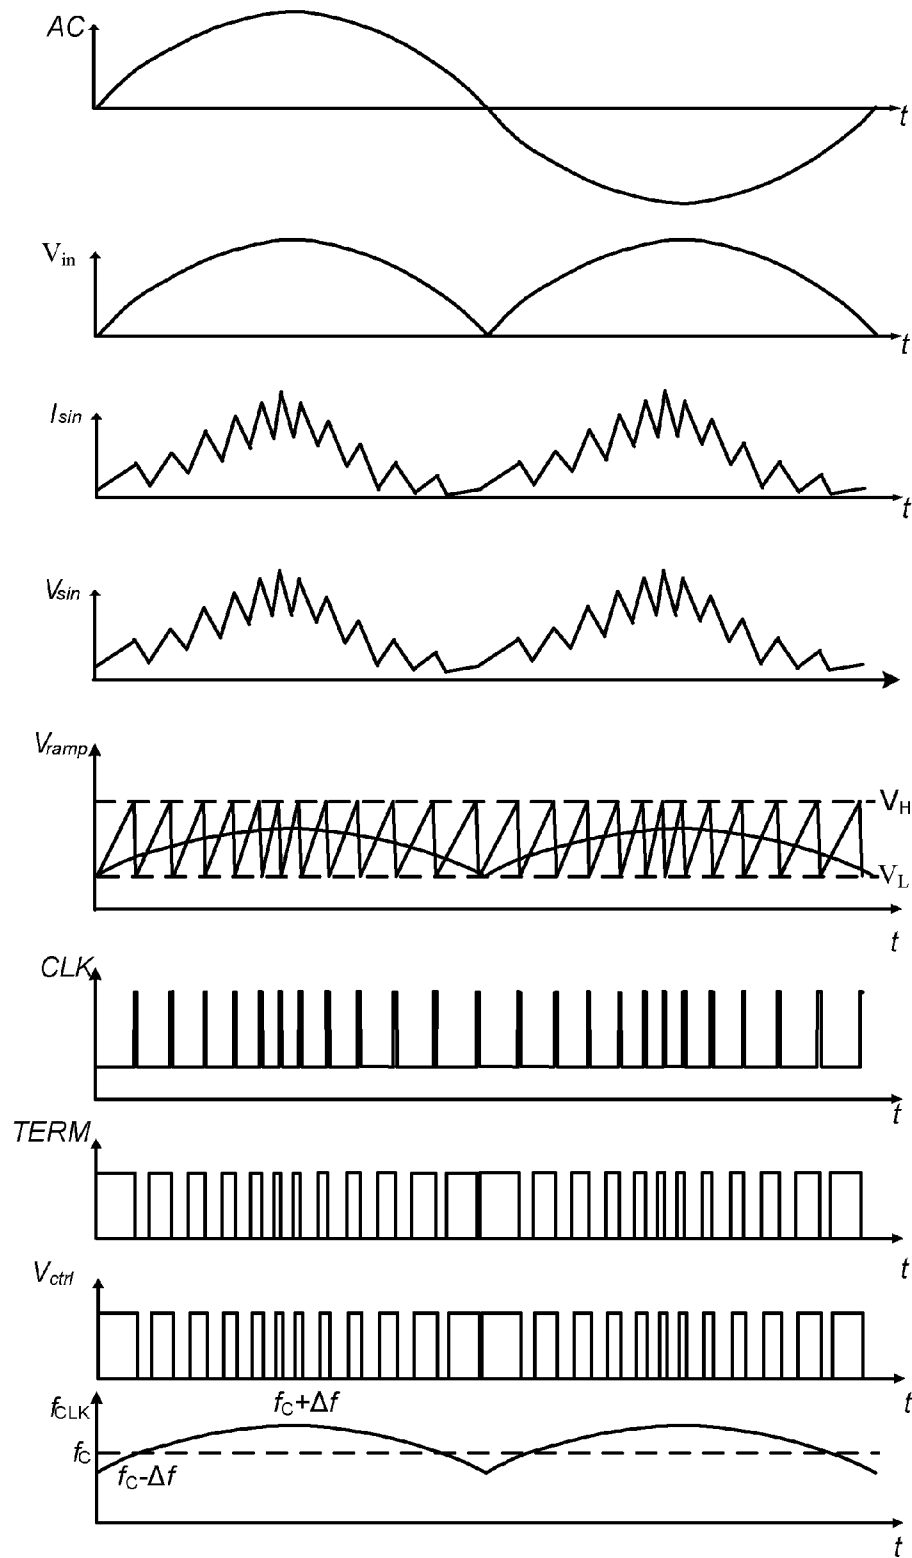 AC
t
Vin
t
Isin
t
Vsin
Vramp
VH
VL
t
CLK
t
TERM
t
Vctrl
t
fCLK
fC+Δf
fC
fC-Δf
t